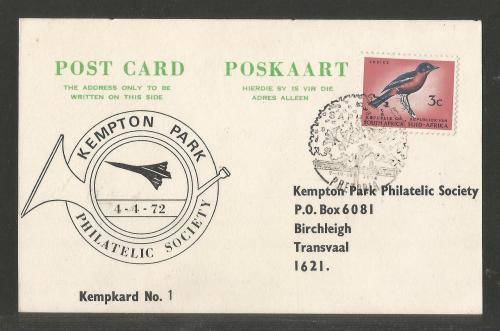 POST CARD
THE ADDRESS ONLY TO BE
WRITTEN ON THIS SIDE
POSKAART
HIERDIE SY IS VIR DIE
ADRES ALLEEN
3c
REPUBLIC OF REPUBLIEK VAN
SOUTH AFRICA SUID-AFRIKA
KEMPTON PARK
4-4-72
PHILATELIC SOCIETY
Kempton Park Philatelic Society
P.O. Box 6081
Birchleigh
Transvaal
1621.
Kempkard No. 1